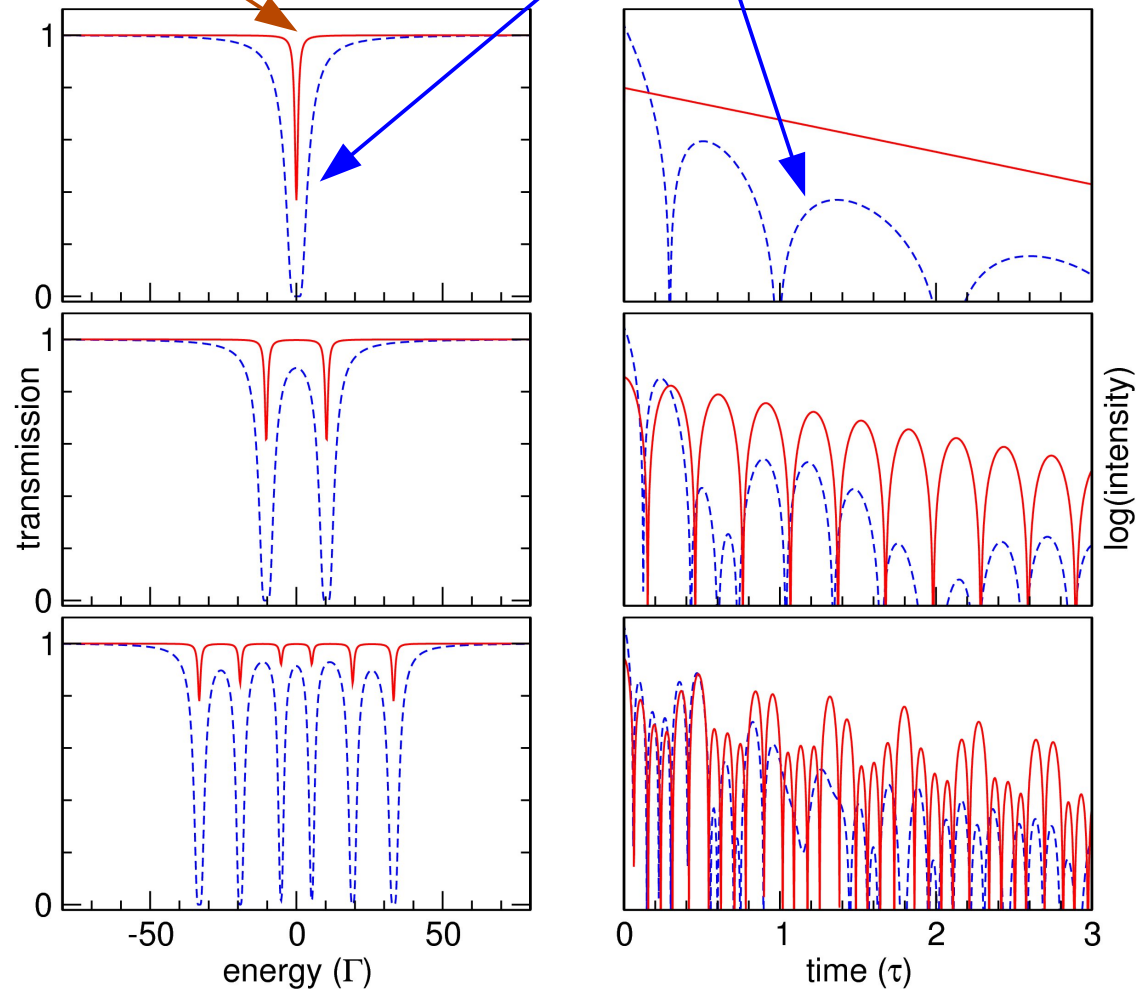 1
0
transmission
1
0
log(intensity)
1
0
-50 0 50
energy (Γ)
0 1 2 3
time (τ)